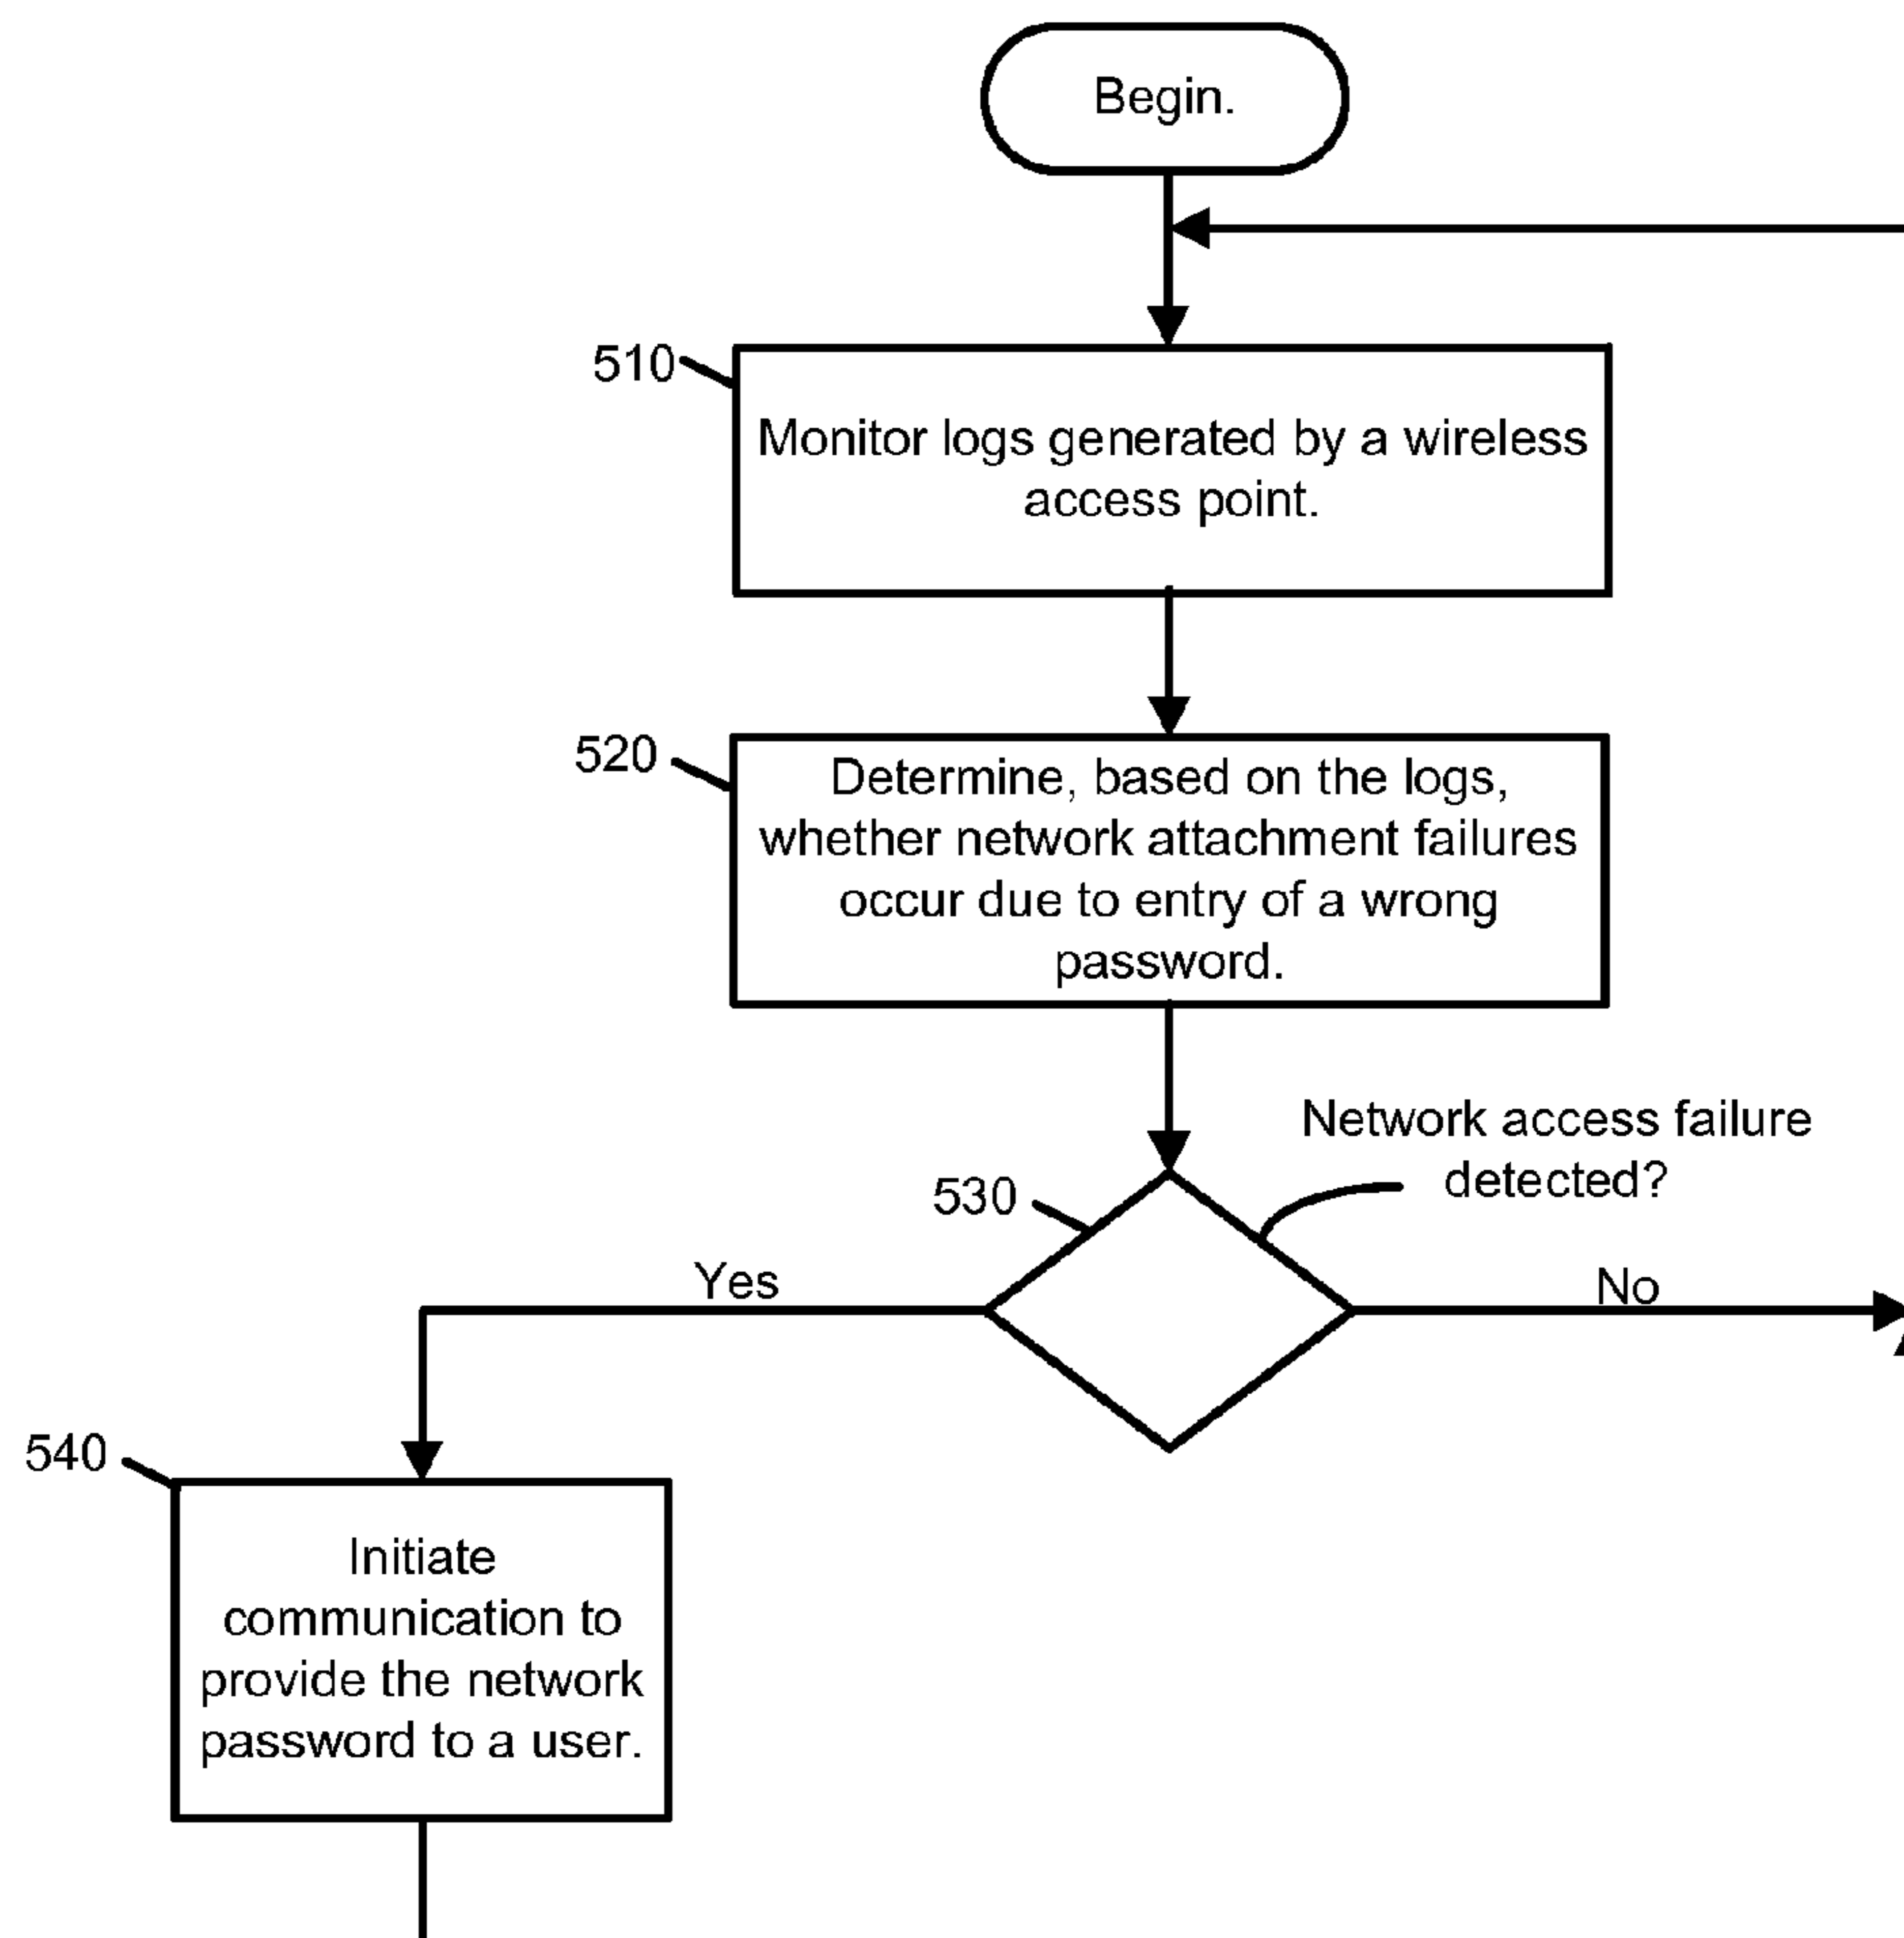 Begin.
510
Monitor logs generated by a wireless
access point.
520
Determine, based on the logs,
whether network attachment failures
occur due to entry of a wrong
password.
Network access failure
detected?
530
Yes
No
540
Initiate
communication to
provide the network
password to a user.